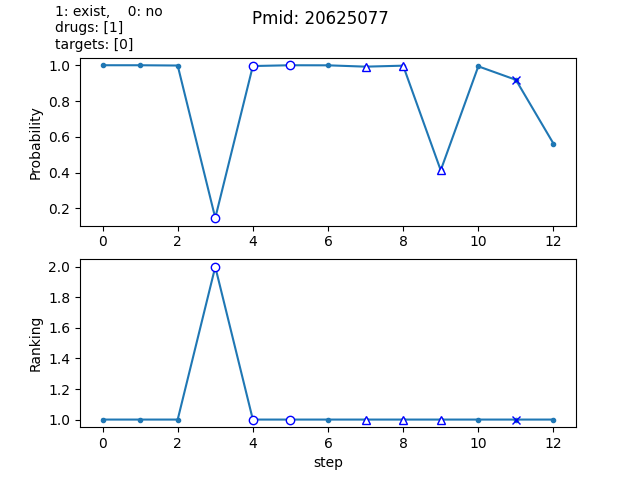 1: exist,    0: no
drugs: [1]
targets: [0]
Pmid: 20625077
Probability
1.0
0.8
0.6
0.4
0.2
0 2 4 6 8 10 12
Ranking
2.0
1.8
1.6
1.4
1.2
1.0
0 2 4 6 8 10 12
step